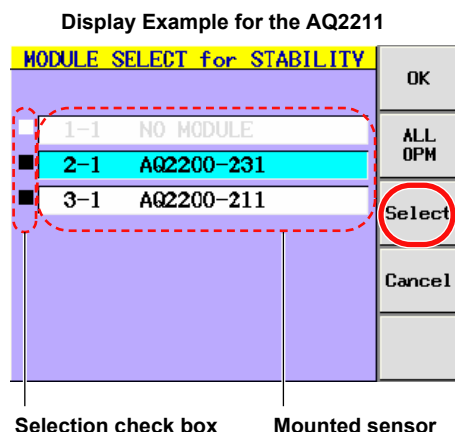 Display Example for the AQ2211
MODULE SELECT for STABILITY
OK
1-1 NO MODULE
ALL OPM
2-1 AQ2200-231
3-1 AQ2200-211
Select
Cancel
Selection check box
Mounted sensor